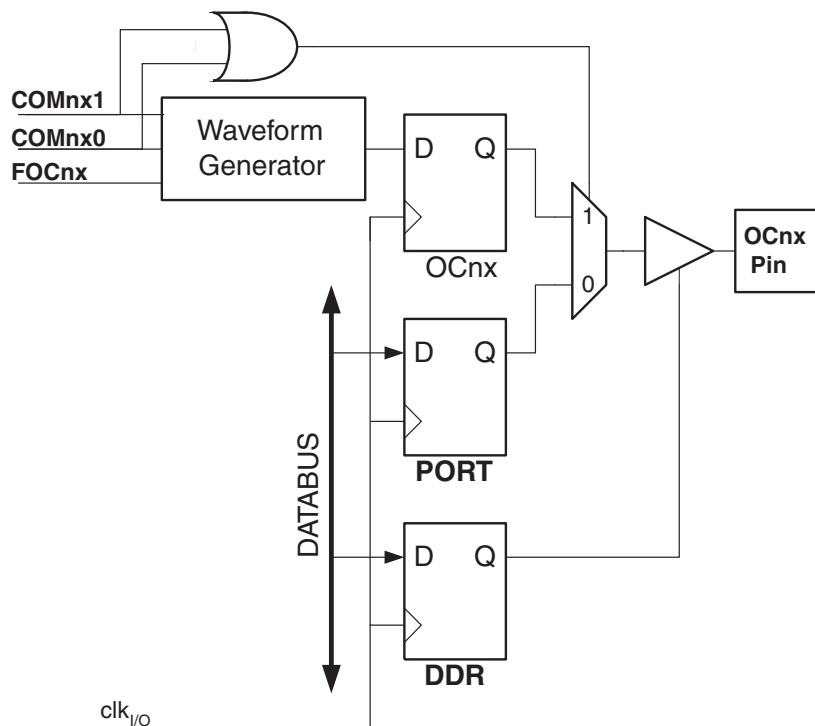 COMnx1
COMnx0
FOCnx
Waveform
Generator
D Q
OCnx
1
0
OCnx
Pin
D Q
PORT
DATABUS
D Q
DDR
clkI/O